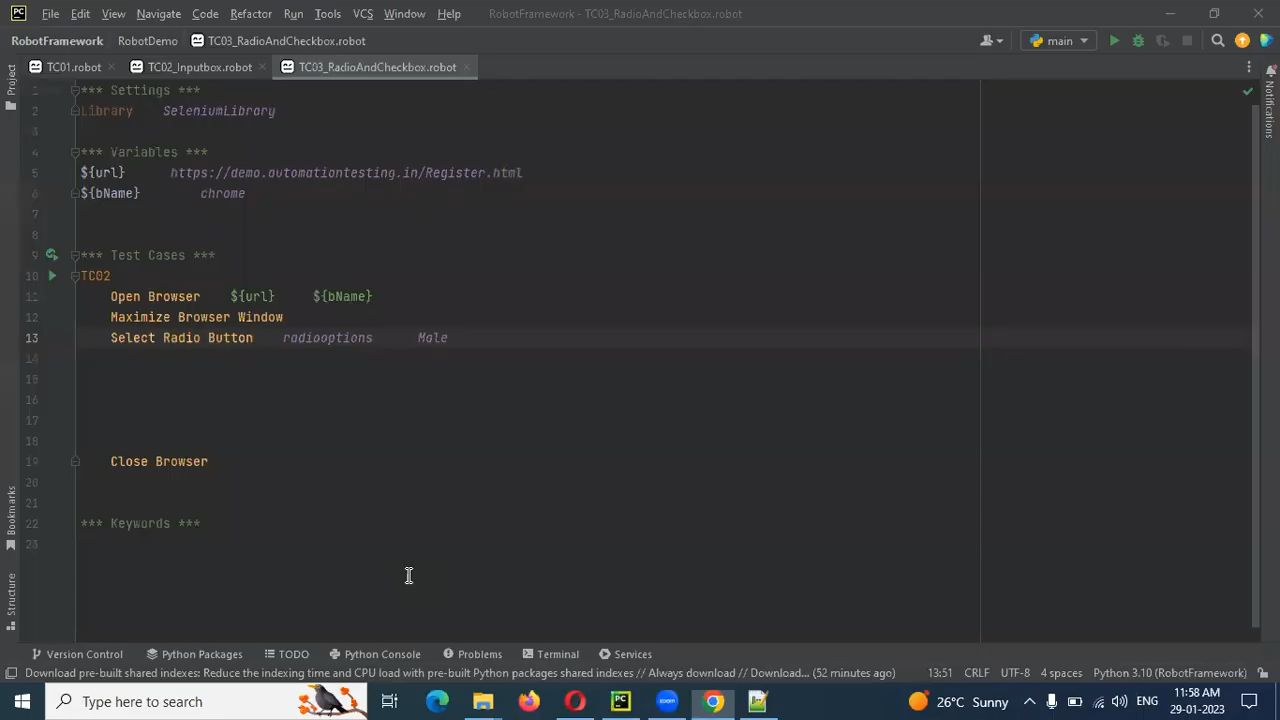 PC File Edit View Navigate Code Refactor Run Tools VCS Window Help RobotFramework - TC03_RadioAndCheckbox.robot
RobotFramework RobotDemo TC03_RadioAndCheckbox.robot main
TC01.robot TC02_Inputbox.robot TC03_RadioAndCheckbox.robot
Project
Notifications
1 *** Settings ***
2 Library SeleniumLibrary
3
4 *** Variables ***
5 ${url} https://demo.automationtesting.in/Register.html
6 ${bName} chrome
7
8
9 *** Test Cases ***
10 TC02
11 Open Browser ${url} ${bName}
12 Maximize Browser Window
13 Select Radio Button radiooptions Male
14
15
16
17
18
19 Close Browser
20
21
22 *** Keywords ***
23
Bookmarks
Structure
Version Control Python Packages TODO Python Console Problems Terminal Services
Download pre-built shared indexes: Reduce the indexing time and CPU load with pre-built Python packages shared indexes // Always download // Download... (52 minutes ago) 13:51 CRLF UTF-8 4 spaces Python 3.10 (RobotFramework)
Type here to search PC zoom 26°C Sunny ENG 11:58 AM
29-01-2023